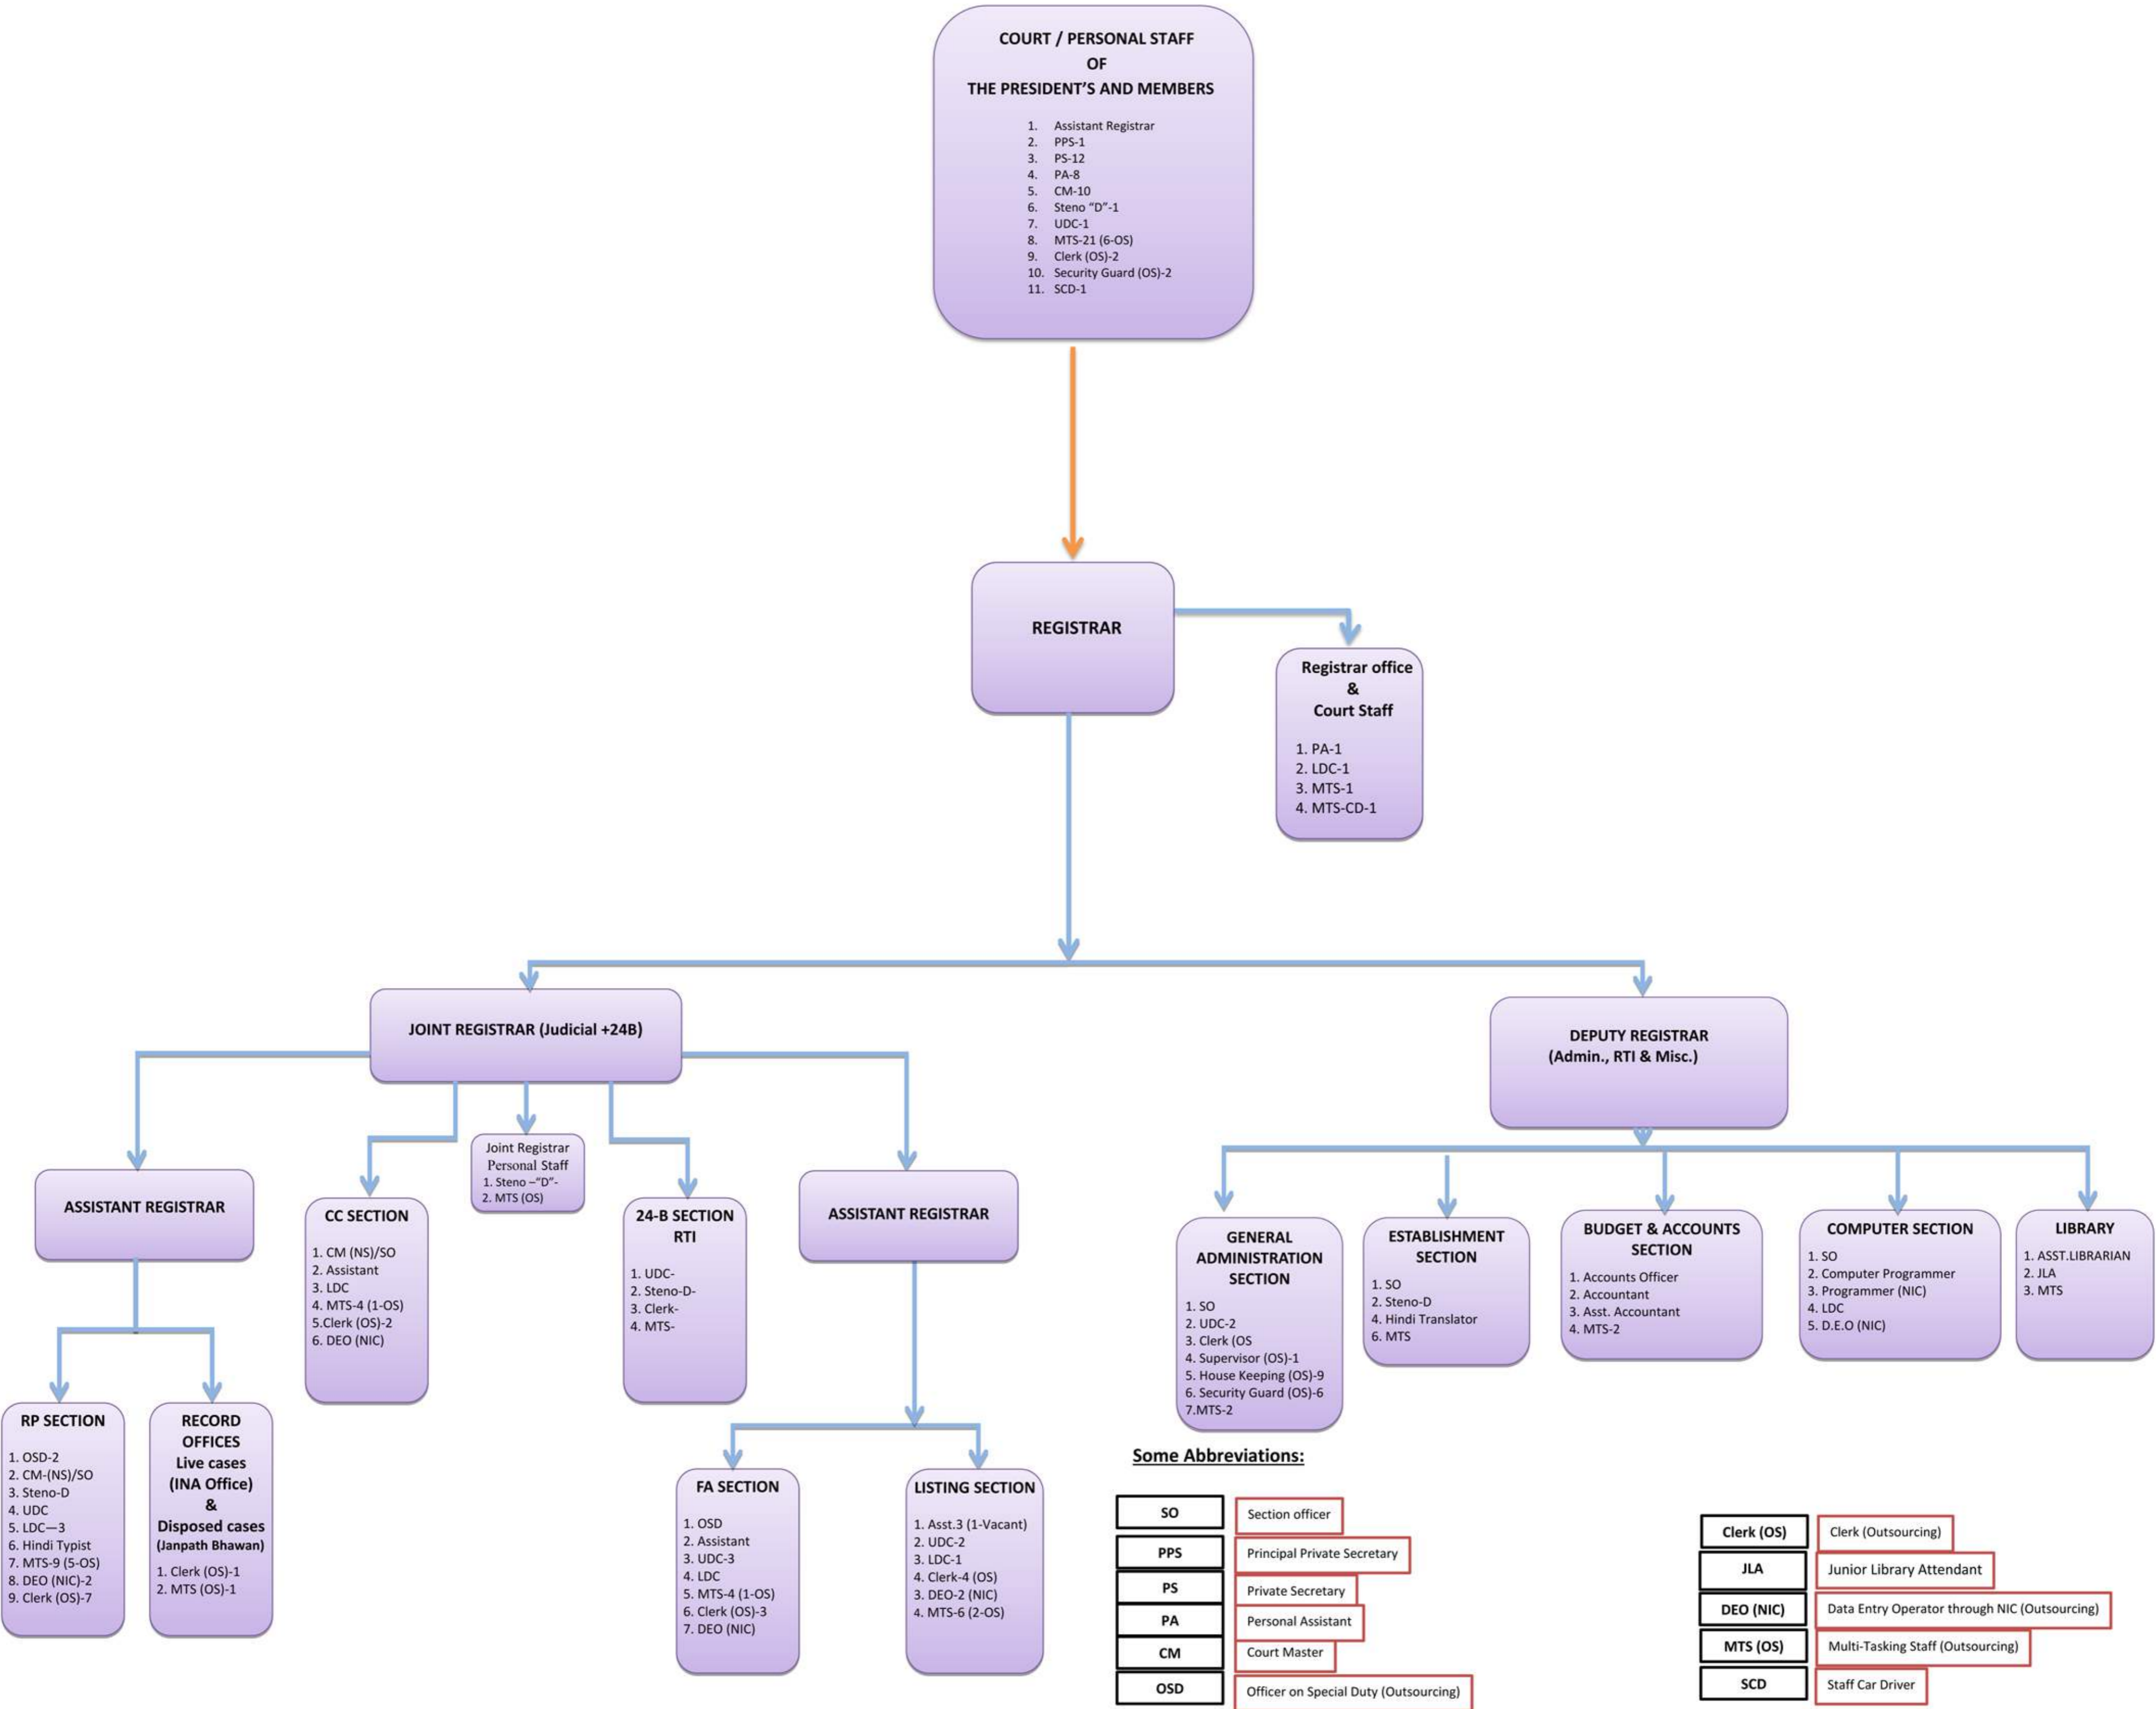 COURT / PERSONAL STAFF
OF
THE PRESIDENT’S AND MEMBERS
1. Assistant Registrar
2. PPS-1
3. PS-12
4. PA-8
5. CM-10
6. Steno “D”-1
7. UDC-1
8. MTS-21 (6-OS)
9. Clerk (OS)-2
10. Security Guard (OS)-2
11. SCD-1
REGISTRAR
Registrar office
&
Court Staff
1. PA-1
2. LDC-1
3. MTS-1
4. MTS-CD-1
JOINT REGISTRAR (Judicial +24B)
DEPUTY REGISTRAR
(Admin., RTI & Misc.)
ASSISTANT REGISTRAR
CC SECTION
1. CM (NS)/SO
2. Assistant
3. LDC
4. MTS-4 (1-OS)
5.Clerk (OS)-2
6. DEO (NIC)
Joint Registrar
Personal Staff
1. Steno –“D”-
2. MTS (OS)
24-B SECTION
RTI
1. UDC-
2. Steno-D-
3. Clerk-
4. MTS-
ASSISTANT REGISTRAR
GENERAL
ADMINISTRATION
SECTION
1. SO
2. UDC-2
3. Clerk (OS
4. Supervisor (OS)-1
5. House Keeping (OS)-9
6. Security Guard (OS)-6
7.MTS-2
ESTABLISHMENT
SECTION
1. SO
2. Steno-D
4. Hindi Translator
6. MTS
BUDGET & ACCOUNTS
SECTION
1. Accounts Officer
2. Accountant
3. Asst. Accountant
4. MTS-2
COMPUTER SECTION
1. SO
2. Computer Programmer
3. Programmer (NIC)
4. LDC
5. D.E.O (NIC)
LIBRARY
1. ASST.LIBRARIAN
2. JLA
3. MTS
RP SECTION
1. OSD-2
2. CM-(NS)/SO
3. Steno-D
4. UDC
5. LDC—3
6. Hindi Typist
7. MTS-9 (5-OS)
8. DEO (NIC)-2
9. Clerk (OS)-7
RECORD
OFFICES
Live cases
(INA Office)
&
Disposed cases
(Janpath Bhawan)
1. Clerk (OS)-1
2. MTS (OS)-1
FA SECTION
1. OSD
2. Assistant
3. UDC-3
4. LDC
5. MTS-4 (1-OS)
6. Clerk (OS)-3
7. DEO (NIC)
LISTING SECTION
1. Asst.3 (1-Vacant)
2. UDC-2
3. LDC-1
4. Clerk-4 (OS)
3. DEO-2 (NIC)
4. MTS-6 (2-OS)
Some Abbreviations:
SO Section officer
PPS Principal Private Secretary
PS Private Secretary
PA Personal Assistant
CM Court Master
OSD Officer on Special Duty (Outsourcing)
Clerk (OS) Clerk (Outsourcing)
JLA Junior Library Attendant
DEO (NIC) Data Entry Operator through NIC (Outsourcing)
MTS (OS) Multi-Tasking Staff (Outsourcing)
SCD Staff Car Driver